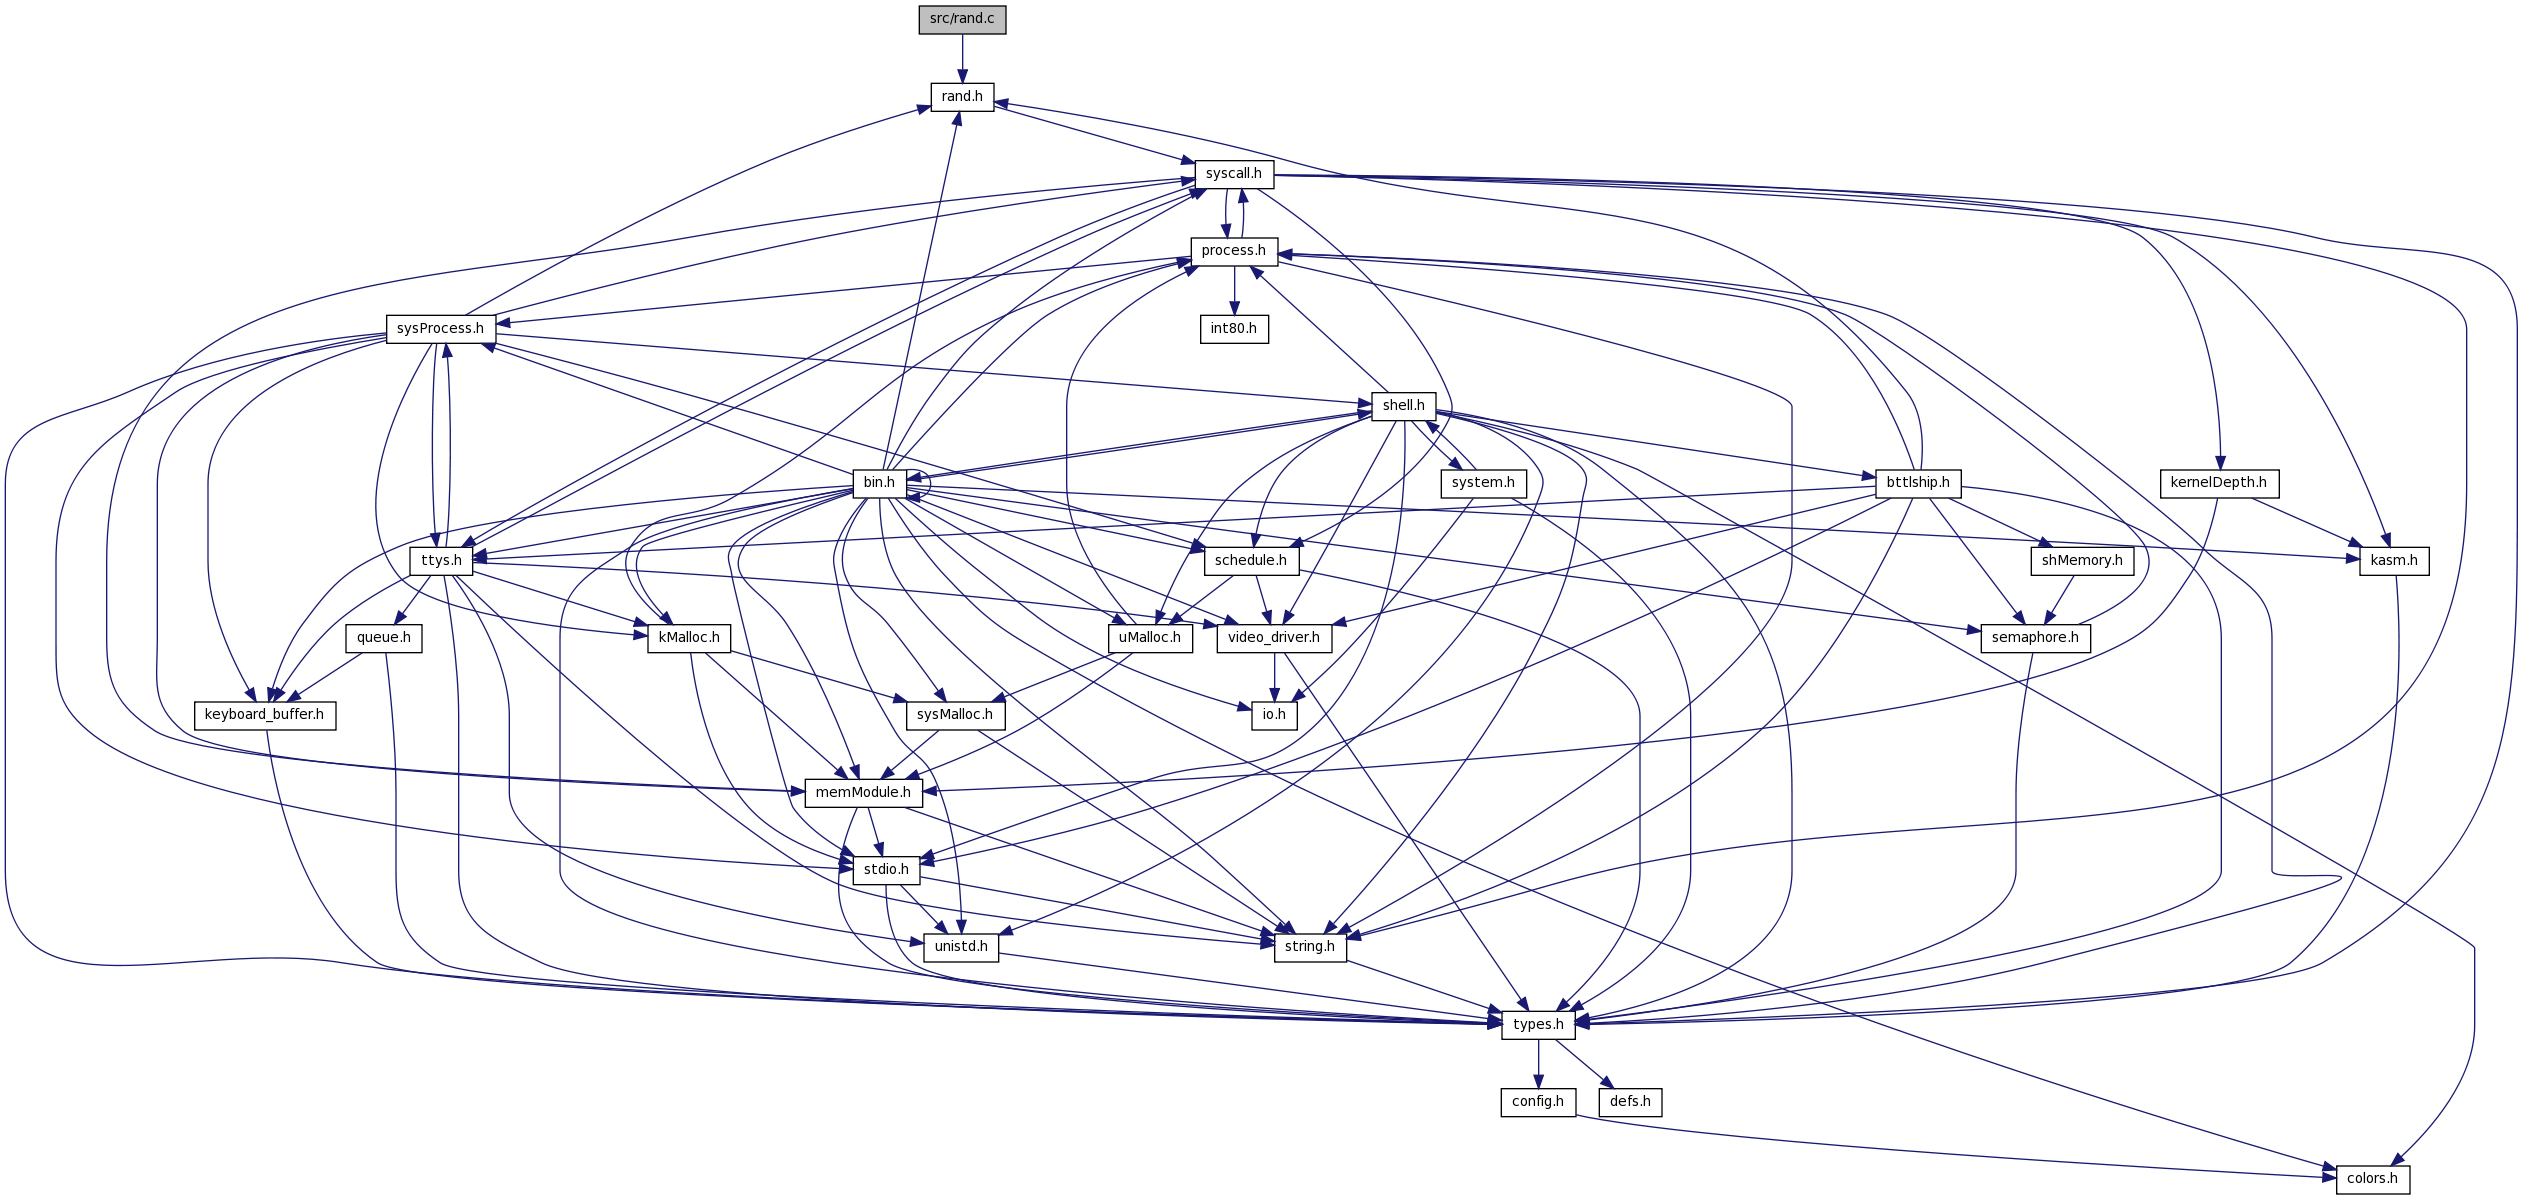 src/rand.c
rand.h
syscall.h
process.h
sysProcess.h
int80.h
shell.h
bin.h
system.h
bttlship.h
kernelDepth.h
ttys.h
schedule.h
shMemory.h
kasm.h
queue.h
kMalloc.h
uMalloc.h
video_driver.h
semaphore.h
keyboard_buffer.h
sysMalloc.h
io.h
memModule.h
stdio.h
unistd.h
string.h
types.h
config.h
defs.h
colors.h